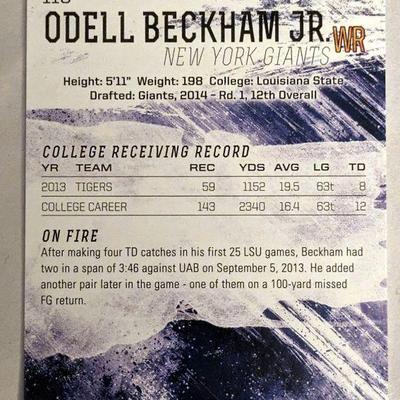 ODELL BECKHAM JR. WR
NEW YORK GIANTS
Height: 5'11" Weight: 198 College: Louisiana State
Drafted: Giants, 2014 – Rd. 1, 12th Overall
COLLEGE RECEIVING RECORD
YR TEAM REC YDS AVG LG TD
2013 TIGERS 59 1152 19.5 63t 8
COLLEGE CAREER 143 2340 16.4 63t 12
ON FIRE
After making four TD catches in his first 25 LSU games, Beckham had
two in a span of 3:46 against UAB on September 5, 2013. He added
another pair later in the game - one of them on a 100-yard missed
FG return.